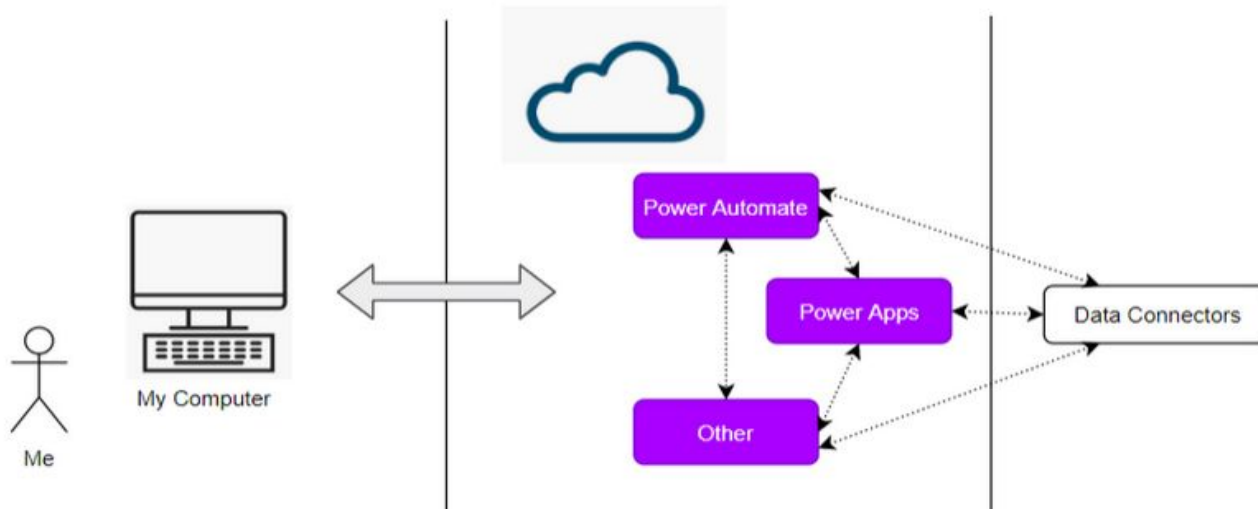 Power Automate
Power Apps
Data Connectors
My Computer
Other
Me